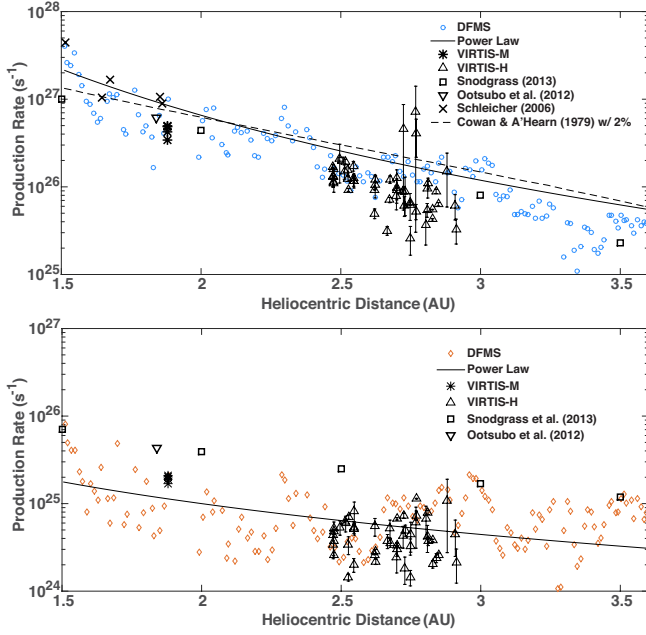 10^28
10^27
10^26
10^25
Production Rate (s^-1)
DFMS
Power Law
VIRTIS-M
VIRTIS-H
Snodgrass (2013)
Ootsubo et al. (2012)
Schleicher (2006)
Cowan & A'Hearn (1979) w/ 2%
1.5 2 2.5 3 3.5
Heliocentric Distance (AU)
10^27
10^26
10^25
10^24
Production Rate (s^-1)
DFMS
Power Law
VIRTIS-M
VIRTIS-H
Snodgrass et al. (2013)
Ootsubo et al. (2012)
1.5 2 2.5 3 3.5
Heliocentric Distance (AU)